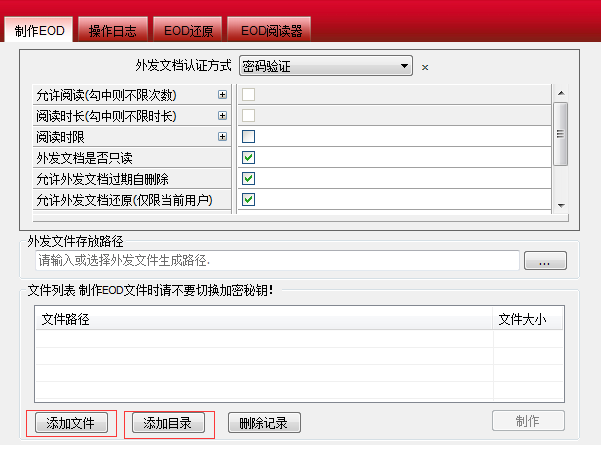 制作EOD 操作日志 EOD还原 EOD阅读器
外发文档认证方式 密码验证 ×
允许阅读(勾中则不限次数)
阅读时长(勾中则不限时长)
阅读时限
外发文档是否只读
允许外发文档过期自删除
允许外发文档还原(仅限当前用户)
外发文件存放路径
请输入或选择外发文件生成路径. ...
文件列表 制作EOD文件时请不要切换加密秘钥!
文件路径 文件大小
添加文件 添加目录 删除记录 制作